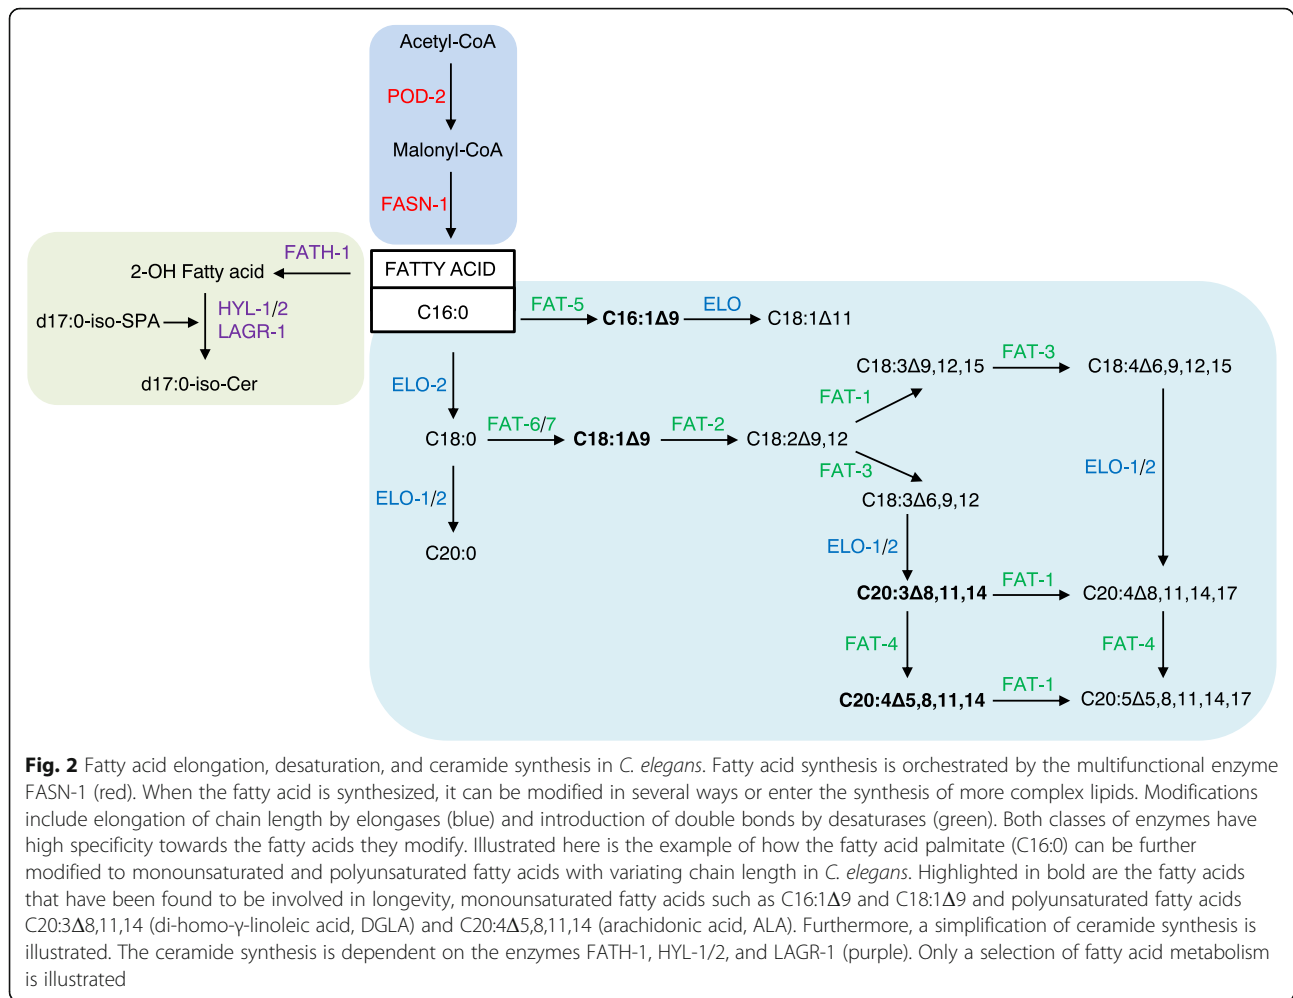 Acetyl-CoA
POD-2
Malonyl-CoA
FASN-1
FATH-1
2-OH Fatty acid
FATTY ACID
C16:0
d17:0-iso-SPA
HYL-1/2
LAGR-1
d17:0-iso-Cer
FAT-5
C16:1Δ9
ELO
C18:1Δ11
ELO-2
C18:3Δ9,12,15
FAT-3
C18:4Δ6,9,12,15
FAT-1
C18:0
FAT-6/7
C18:1Δ9
FAT-2
C18:2Δ9,12
FAT-3
ELO-1/2
ELO-1/2
C18:3Δ6,9,12
C20:0
ELO-1/2
C20:3Δ8,11,14
FAT-1
C20:4Δ8,11,14,17
FAT-4
FAT-4
C20:4Δ5,8,11,14
FAT-1
C20:5Δ5,8,11,14,17
Fig. 2 Fatty acid elongation, desaturation, and ceramide synthesis in C. elegans. Fatty acid synthesis is orchestrated by the multifunctional enzyme
FASN-1 (red). When the fatty acid is synthesized, it can be modified in several ways or enter the synthesis of more complex lipids. Modifications
include elongation of chain length by elongases (blue) and introduction of double bonds by desaturases (green). Both classes of enzymes have
high specificity towards the fatty acids they modify. Illustrated here is the example of how the fatty acid palmitate (C16:0) can be further
modified to monounsaturated and polyunsaturated fatty acids with variating chain length in C. elegans. Highlighted in bold are the fatty acids
that have been found to be involved in longevity, monounsaturated fatty acids such as C16:1Δ9 and C18:1Δ9 and polyunsaturated fatty acids
C20:3Δ8,11,14 (di-homo-γ-linoleic acid, DGLA) and C20:4Δ5,8,11,14 (arachidonic acid, ALA). Furthermore, a simplification of ceramide synthesis is
illustrated. The ceramide synthesis is dependent on the enzymes FATH-1, HYL-1/2, and LAGR-1 (purple). Only a selection of fatty acid metabolism
is illustrated